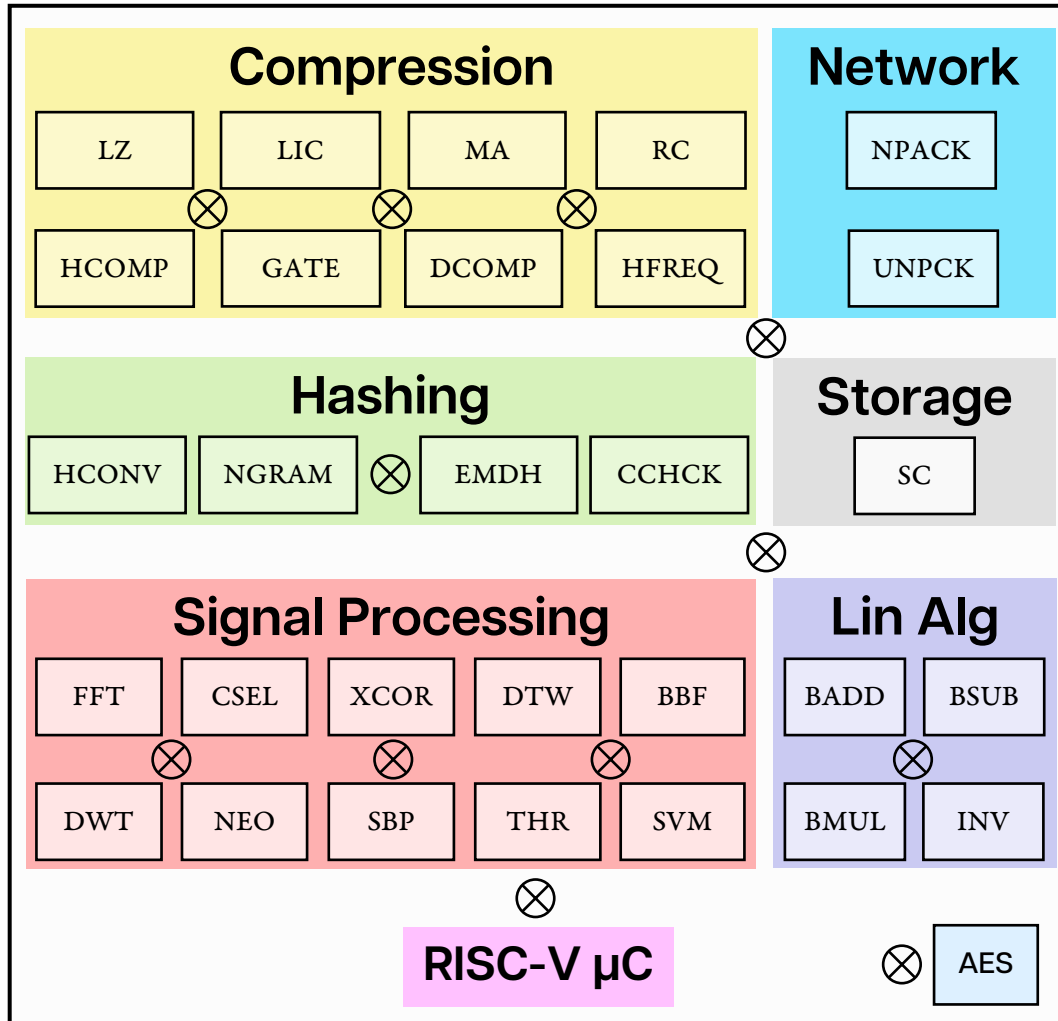 Compression
LZ
LIC
MA
RC
HCOMP
GATE
DCOMP
HFREQ
Network
NPACK
UNPCK
Hashing
HCONV
NGRAM
EMDH
CCHCK
Storage
SC
Signal Processing
FFT
CSEL
XCOR
DTW
BBF
DWT
NEO
SBP
THR
SVM
Lin Alg
BADD
BSUB
BMUL
INV
RISC-V µC
AES